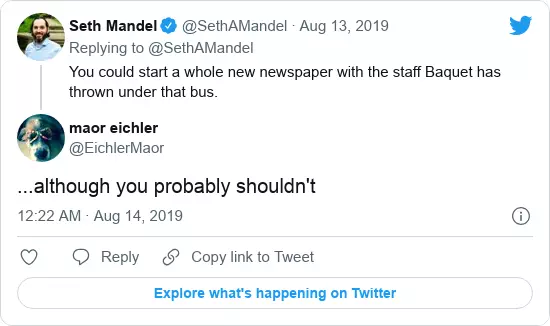 Seth Mandel @SethAMandel · Aug 13, 2019
Replying to @SethAMandel
You could start a whole new newspaper with the staff Baquet has
thrown under that bus.
maor eichler
@EichlerMaor
...although you probably shouldn't
12:22 AM · Aug 14, 2019
Reply Copy link to Tweet
Explore what's happening on Twitter